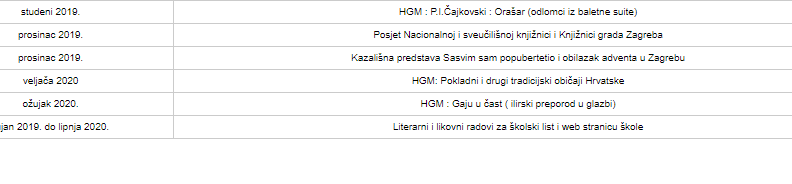 studeni 2019. HGM : P.I.Čajkovski : Orašar (odlomci iz baletne suite)
prosinac 2019. Posjet Nacionalnoj i sveučilišnoj knjižnici i Knjižnici grada Zagreba
prosinac 2019. Kazališna predstava Sasvim sam popubertetio i obilazak adventa u Zagrebu
veljača 2020 HGM: Pokladni i drugi tradicijski običaji Hrvatske
ožujak 2020. HGM : Gaju u čast ( ilirski preporod u glazbi)
jan 2019. do lipnja 2020. Literarni i likovni radovi za školski list i web stranicu škole